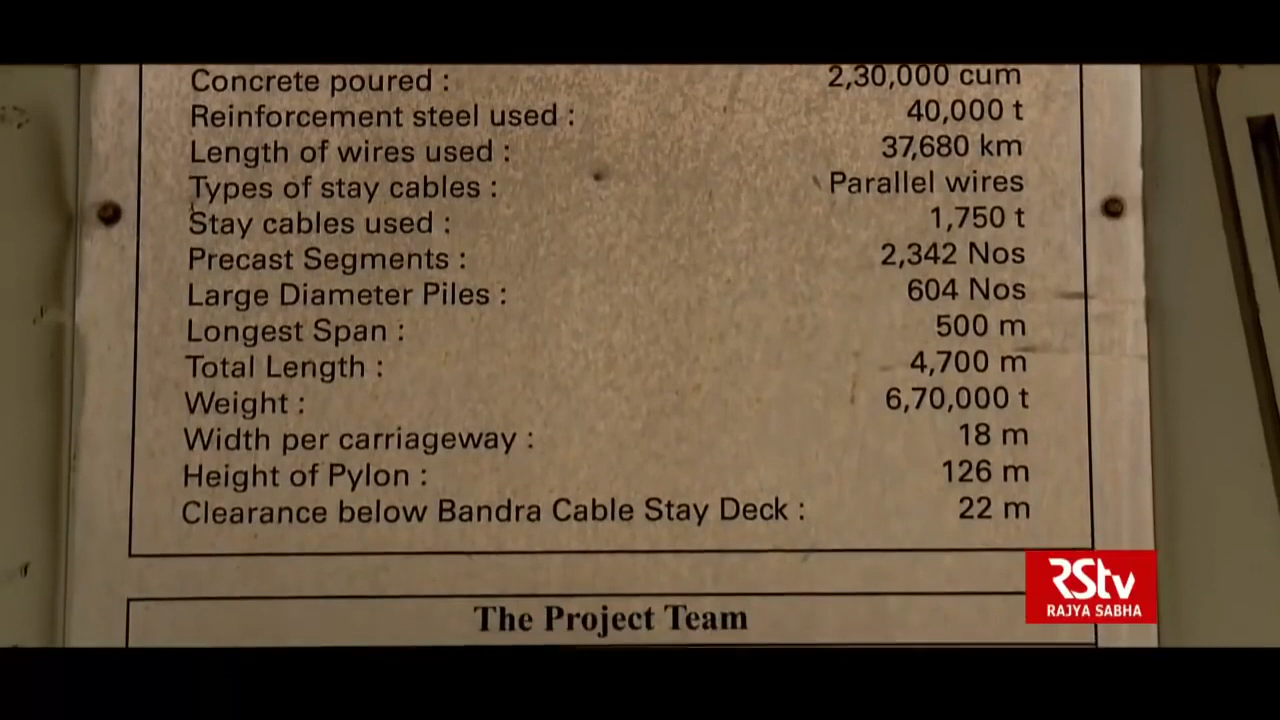 Concrete poured : 2,30,000 cum
Reinforcement steel used : 40,000 t
Length of wires used : 37,680 km
Types of stay cables : Parallel wires
Stay cables used : 1,750 t
Precast Segments : 2,342 Nos
Large Diameter Piles : 604 Nos
Longest Span : 500 m
Total Length : 4,700 m
Weight : 6,70,000 t
Width per carriageway : 18 m
Height of Pylon : 126 m
Clearance below Bandra Cable Stay Deck : 22 m
The Project Team
RStv
RAJYA SABHA